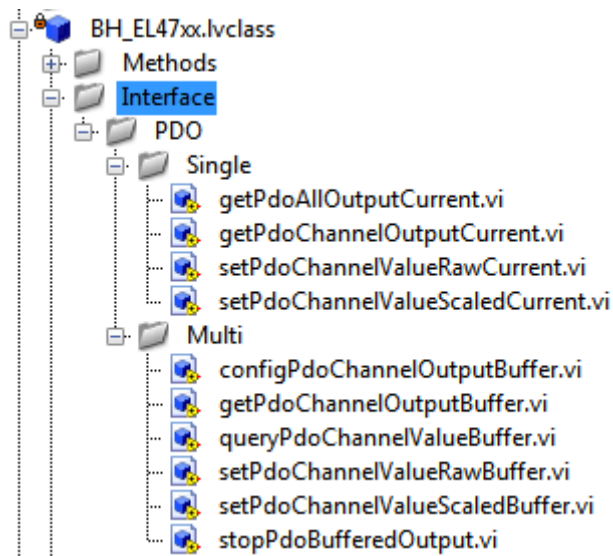 BH_EL47xx.lvclass
Methods
Interface
PDO
Single
getPdoAllOutputCurrent.vi
getPdoChannelOutputCurrent.vi
setPdoChannelValueRawCurrent.vi
setPdoChannelValueScaledCurrent.vi
Multi
configPdoChannelOutputBuffer.vi
getPdoChannelOutputBuffer.vi
queryPdoChannelValueBuffer.vi
setPdoChannelValueRawBuffer.vi
setPdoChannelValueScaledBuffer.vi
stopPdoBufferedOutput.vi